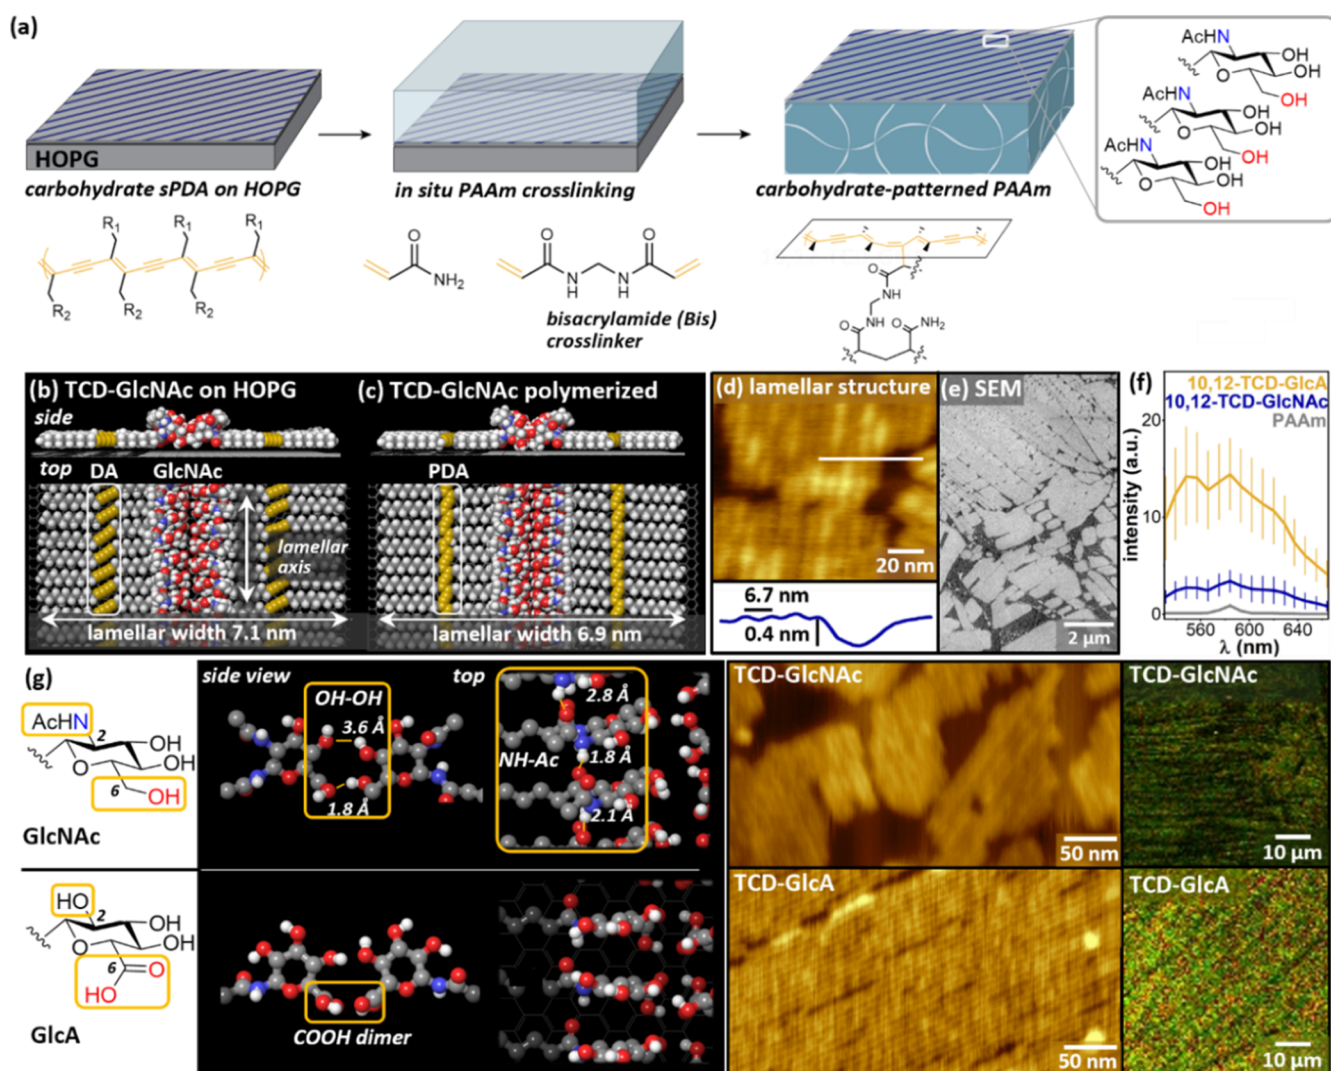 (a)
HOPG
carbohydrate sPDA on HOPG
in situ PAAm crosslinking
carbohydrate-patterned PAAm
AcHN
OH
O
OH
OH
AcHN
OH
O
OH
OH
AcHN
OH
O
OH
OH
R1 R1 R1
R2 R2 R2
O
NH2
O O
N N
H H
bisacrylamide (Bis)
crosslinker
O
NH
NH
O O NH2
(b) TCD-GlcNAc on HOPG
side
top DA GlcNAc
lamellar
axis
lamellar width 7.1 nm
(c) TCD-GlcNAc polymerized
PDA
lamellar width 6.9 nm
(d) lamellar structure
20 nm
6.7 nm
0.4 nm
(e) SEM
2 µm
(f)
10,12-TCD-GlcA
10,12-TCD-GlcNAc
PAAm
intensity (a.u.)
20
10
0
560 600 640
λ (nm)
(g)
AcHN
2
OH
O
OH
6
OH
GlcNAc
side view
OH-OH
3.6 Å
1.8 Å
top
2.8 Å
NH-Ac
1.8 Å
2.1 Å
TCD-GlcNAc
50 nm
TCD-GlcNAc
10 µm
HO
2
OH
O
OH
6
O
HO
GlcA
COOH dimer
TCD-GlcA
50 nm
TCD-GlcA
10 µm